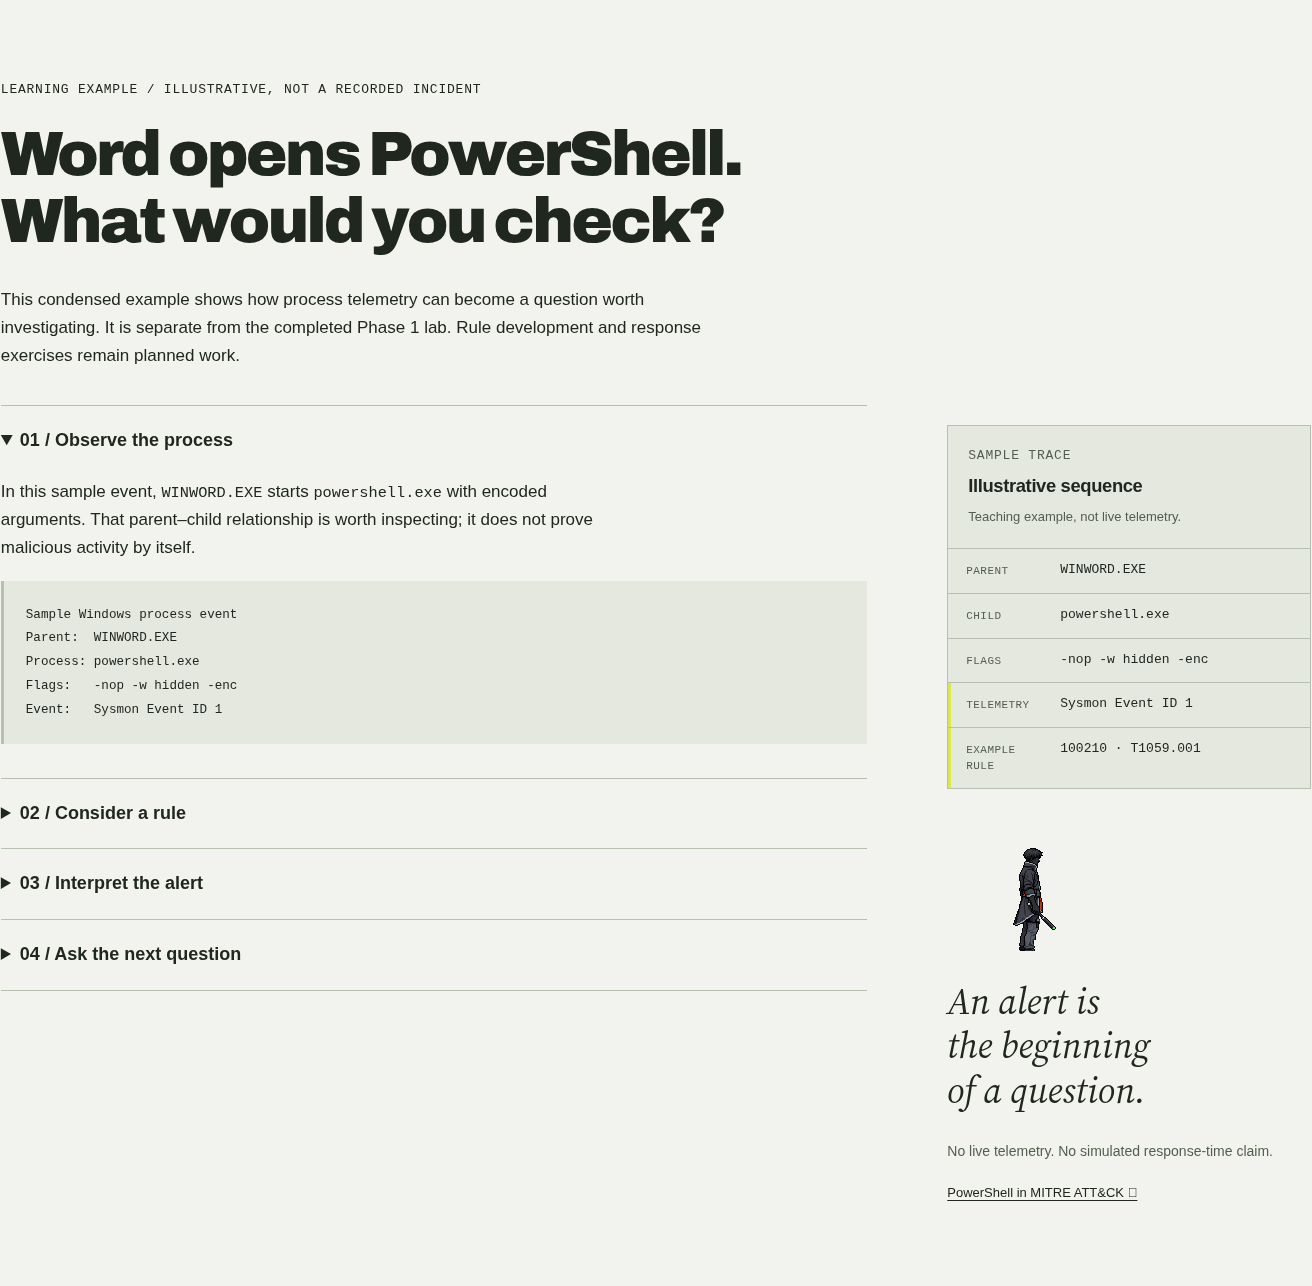 LEARNING EXAMPLE / ILLUSTRATIVE, NOT A RECORDED INCIDENT
Word opens PowerShell.
What would you check?
This condensed example shows how process telemetry can become a question worth
investigating. It is separate from the completed Phase 1 lab. Rule development and response
exercises remain planned work.
01 / Observe the process
In this sample event, WINWORD.EXE starts powershell.exe with encoded
arguments. That parent–child relationship is worth inspecting; it does not prove
malicious activity by itself.
Sample Windows process event
Parent:  WINWORD.EXE
Process: powershell.exe
Flags:   -nop -w hidden -enc
Event:   Sysmon Event ID 1
02 / Consider a rule
03 / Interpret the alert
04 / Ask the next question
SAMPLE TRACE
Illustrative sequence
Teaching example, not live telemetry.
PARENT WINWORD.EXE
CHILD powershell.exe
FLAGS -nop -w hidden -enc
TELEMETRY Sysmon Event ID 1
EXAMPLE RULE 100210 · T1059.001
An alert is
the beginning
of a question.
No live telemetry. No simulated response-time claim.
PowerShell in MITRE ATT&CK